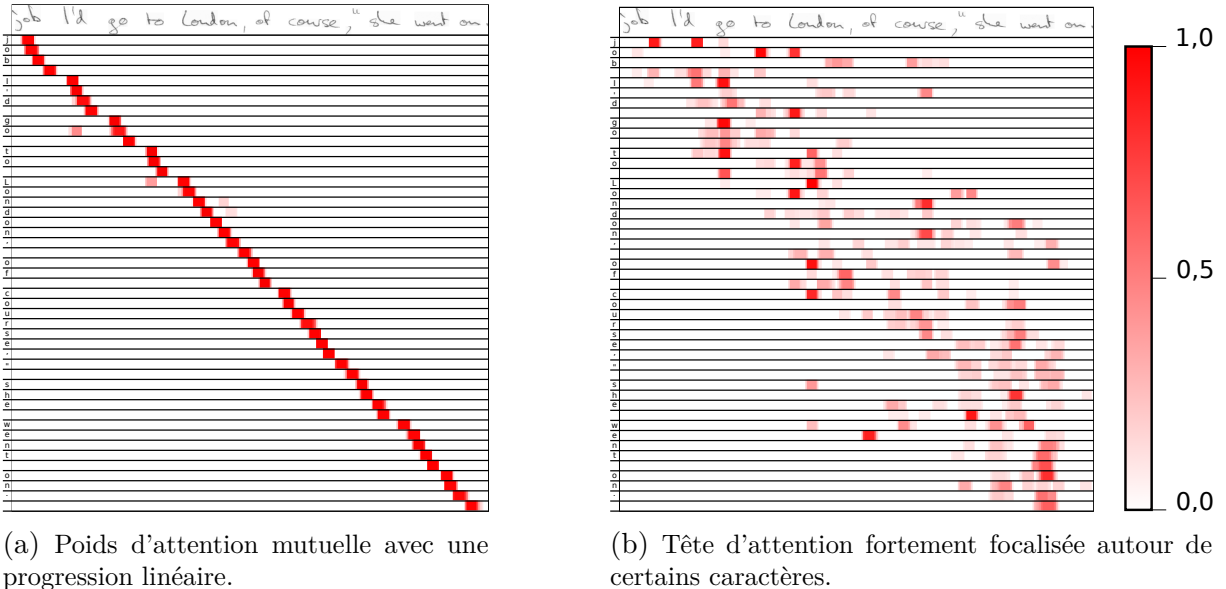 job I'd go to London, of course," she went on.
j
o
b
I
'
d
g
o
t
o
L
o
n
d
o
n
,
o
f
c
o
u
r
s
e
,
"
s
h
e
w
e
n
t
o
n
.
(a) Poids d'attention mutuelle avec une
progression linéaire.
job I'd go to London, of course," she went on.
j
o
b
I
'
d
g
o
t
o
L
o
n
d
o
n
,
o
f
c
o
u
r
s
e
,
"
s
h
e
w
e
n
t
o
n
.
1,0
0,5
0,0
(b) Tête d'attention fortement focalisée autour de
certains caractères.